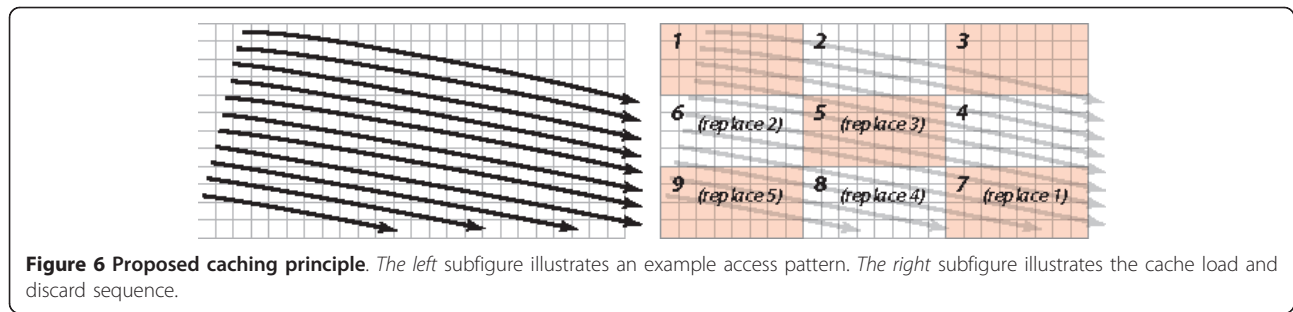 1 2 3
6 (replace 2) 5 (replace 3) 4
9 (replace 5) 8 (replace 4) 7 (replace 1)
Figure 6 Proposed caching principle. The left subfigure illustrates an example access pattern. The right subfigure illustrates the cache load and
discard sequence.